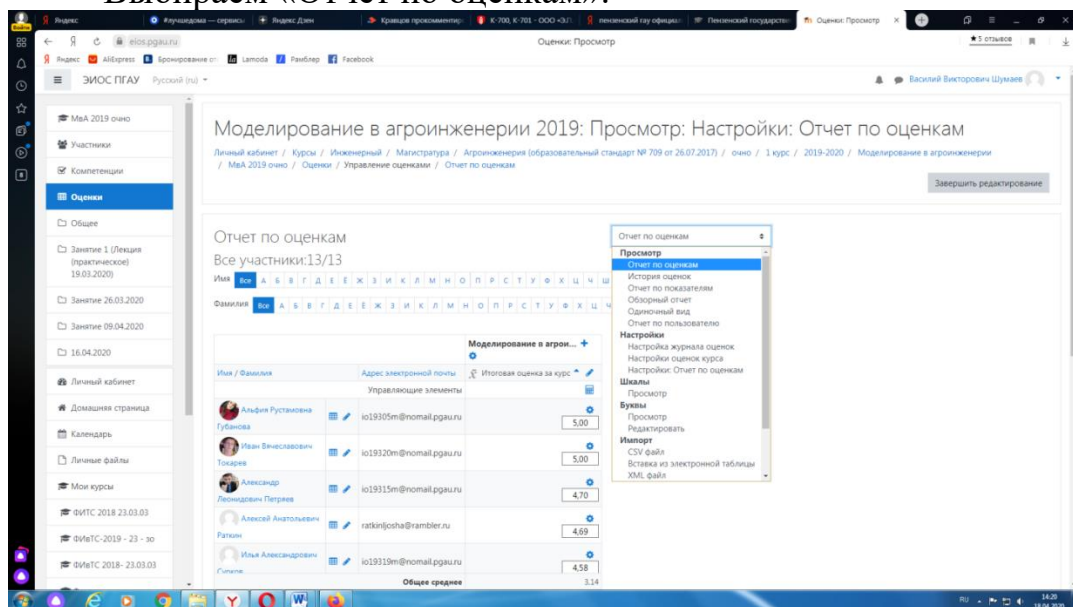 Выбираем «Отчет по оценкам».
Яндекс
#лучшедома — сервисы
Яндекс Дзен
Кравцов прокомментир
К-700, К-701 - ООО «Э.Л.
пензенский гау официал
Пензенский государстве
Оценки: Просмотр
Войти
eios.pgau.ru
Оценки: Просмотр
★ 5 отзывов
Яндекс
AliExpress
Бронирование от
Lamoda
Рамблер
Facebook
ЭИОС ПГАУ
Русский (ru)
Василий Викторович Шумаев
МвА 2019 очно
Участники
Компетенции
Оценки
Общее
Занятие 1 (Лекция (практическое) 19.03.2020)
Занятие 26.03.2020
Занятие 09.04.2020
16.04.2020
Личный кабинет
Домашняя страница
Календарь
Личные файлы
Мои курсы
ФИТС 2018 23.03.03
ФИвТС-2019 - 23 - зо
ФИвТС 2018- 23.03.03
Моделирование в агроинженерии 2019: Просмотр: Настройки: Отчет по оценкам
Личный кабинет / Курсы / Инженерный / Магистратура / Агроинженерия (образовательный стандарт № 709 от 26.07.2017) / очно / 1 курс / 2019-2020 / Моделирование в агроинженерии
/ МвА 2019 очно / Оценки / Управление оценками / Отчет по оценкам
Завершить редактирование
Отчет по оценкам
Все участники:13/13
Имя Все А Б В Г Д Е Ё Ж З И К Л М Н О П Р С Т У Ф Х Ц Ч Ш
Фамилия Все А Б В Г Д Е Ё Ж З И К Л М Н О П Р С Т У Ф Х Ц Ч
Отчет по оценкам
Просмотр
Отчет по оценкам
История оценок
Отчет по показателям
Обзорный отчет
Одиночный вид
Отчет по пользователю
Настройки
Настройка журнала оценок
Настройки оценок курса
Настройки: Отчет по оценкам
Шкалы
Просмотр
Буквы
Просмотр
Редактировать
Импорт
CSV файл
Вставка из электронной таблицы
XML файл
Моделирование в агрои...
Имя / Фамилия
Адрес электронной почты
Итоговая оценка за курс
Управляющие элементы
Альфия Рустамовна Губанова
io19305m@nomail.pgau.ru
5,00
Иван Вячеславович Токарев
io19320m@nomail.pgau.ru
5,00
Александр Леонидович Петряев
io19315m@nomail.pgau.ru
4,70
Алексей Анатольевич Раткин
ratkinljosha@rambler.ru
4,69
Илья Александрович
io19319m@nomail.pgau.ru
4,58
Общее среднее
3,14
RU
14:20
18.04.2020